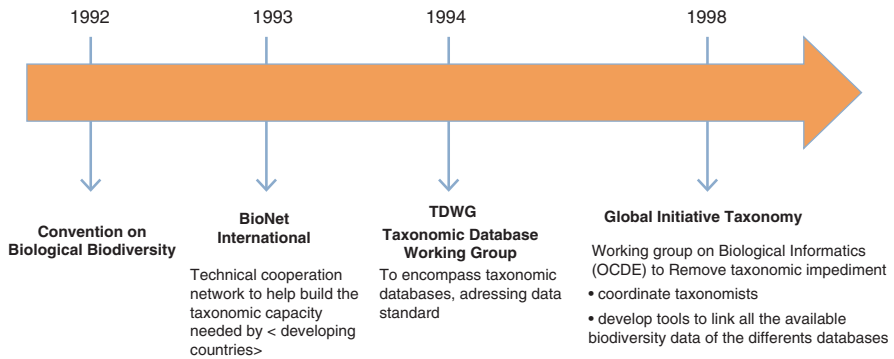 1992
1993
1994
1998
Convention on
Biological Biodiversity
BioNet
International
Technical cooperation
network to help build the
taxonomic capacity
needed by < developing
countries>
TDWG
Taxonomic Database
Working Group
To encompass taxonomic
databases, adressing data
standard
Global Initiative Taxonomy
Working group on Biological Informatics
(OCDE) to Remove taxonomic impediment
• coordinate taxonomists
• develop tools to link all the available
biodiversity data of the differents databases